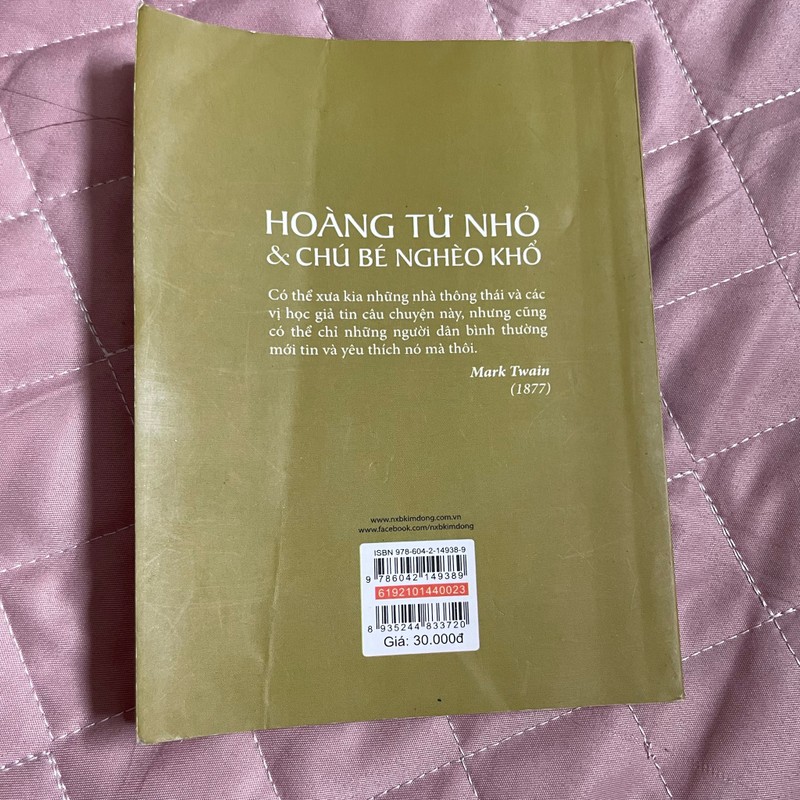 HOÀNG TỬ NHỎ
& CHÚ BÉ NGHÈO KHỔ
Có thể xưa kia những nhà thông thái và các
vị học giả tin câu chuyện này, nhưng cũng
có thể chỉ những người dân bình thường
mới tin và yêu thích nó mà thôi.
Mark Twain
(1877)
www.nxbkimdong.com.vn
www.facebook.com/nxbkimdong
ISBN 978-604-2-14938-9
9 786042 149389
6192101440023
8 935244 833720
Giá: 30.000đ